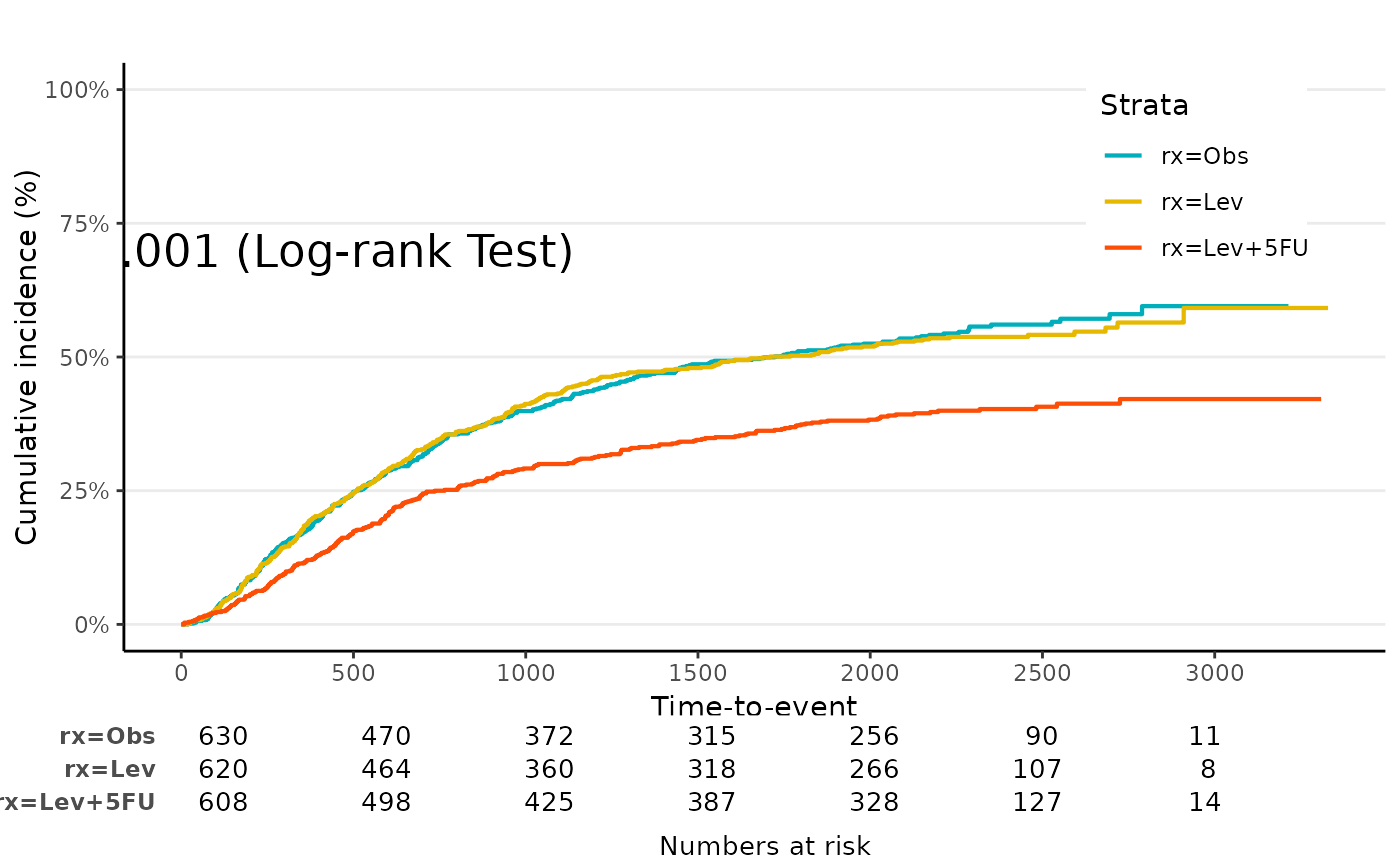 Cumulative incidence (%)
100%
75%
50%
25%
0%
.001 (Log-rank Test)
Strata
rx=Obs
rx=Lev
rx=Lev+5FU
0 500 1000 1500 2000 2500 3000
Time-to-event
rx=Obs 630 470 372 315 256 90 11
rx=Lev 620 464 360 318 266 107 8
rx=Lev+5FU 608 498 425 387 328 127 14
Numbers at risk